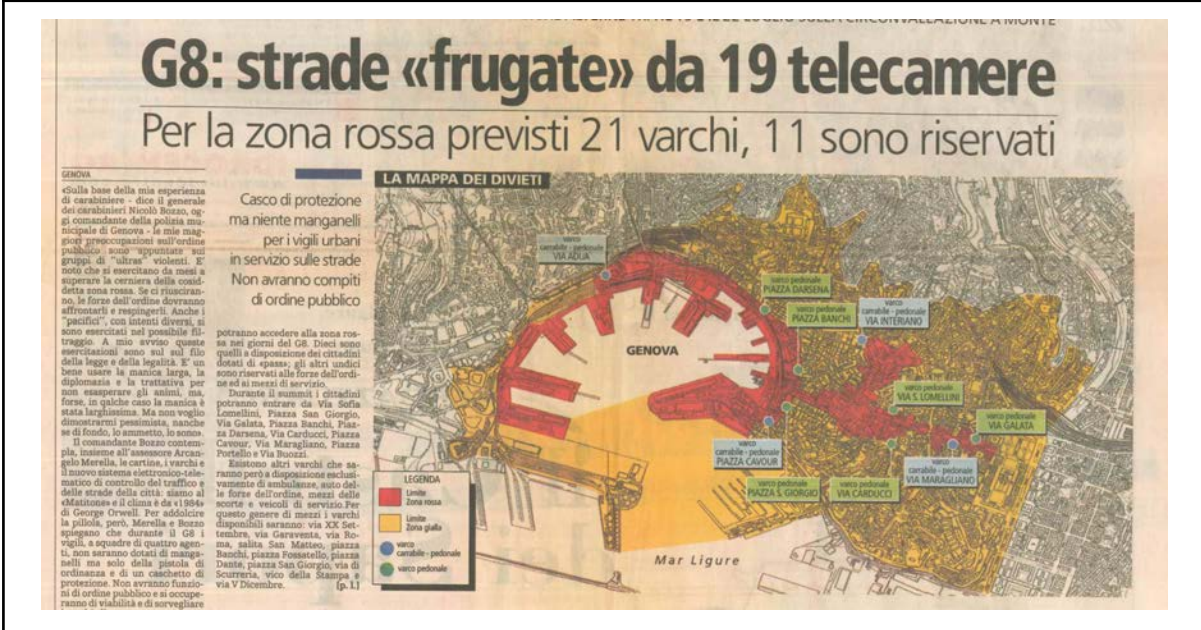 G8: strade «frugate» da 19 telecamere
Per la zona rossa previsti 21 varchi, 11 sono riservati
GENOVA
«Sulla base della mia esperienza
di carabiniere - dice il generale
dei carabinieri Nicolò Bozzo, og-
gi comandante della polizia mu-
nicipale di Genova - le mie mag-
giori preoccupazioni sull'ordine
pubblico sono appuntate sui
gruppi di "ultras" violenti. E'
noto che si esercitano da mesi a
superare la cerniera della cosid-
detta zona rossa. Se ci riusciran-
no, le forze dell'ordine dovranno
affrontarli e respingerli. Anche i
"pacifici", con intenti diversi, si
sono esercitati nel possibile fil-
traggio. A mio avviso queste
esercitazioni sono sul sul filo
della legge e della legalità. E' un
bene usare la manica larga, la
diplomazia e la trattativa per
non esasperare gli animi, ma,
forse, in qalche caso la manica è
stata larghissima. Ma non voglio
dimostrarmi pessimista, nanche
se di fondo, lo ammetto, lo sono».
Il comandante Bozzo contem-
pla, insieme all'assessore Arcan-
gelo Merella, le cartine, i varchi e
il nuovo sistema elettronico-tele-
matico di controllo del traffico e
delle strade della città: siamo al
«Matitone» e il clima è da «1984»
di George Orwell. Per addolcire
la pillola, però, Merella e Bozzo
spiegano che durante il G8 i
vigili, a squadre di quattro agen-
ti, non saranno dotati di manga-
nelli ma solo della pistola di
ordinanza e di un caschetto di
protezione. Non avranno funzio-
ni di ordine pubblico e si occupe-
ranno di viabilità e di sorvegliare
Casco di protezione
ma niente manganelli
per i vigili urbani
in servizio sulle strade
Non avranno compiti
di ordine pubblico
potranno accedere alla zona ros-
sa nei giorni del G8. Dieci sono
quelli a disposizione dei cittadini
dotati di «pass»; gli altri undici
sono riservati alle forze dell'ordi-
ne ed ai mezzi di servizio.
Durante il summit i cittadini
potranno entrare da Via Sofia
Lomellini, Piazza San Giorgio,
Via Galata, Piazza Banchi, Piaz-
za Darsena, Via Carducci, Piazza
Cavour, Via Maragliano, Piazza
Portello e Via Buozzi.
Esistono altri varchi che sa-
ranno però a disposizione esclusi-
vamente di ambulanze, auto del-
le forze dell'ordine, mezzi delle
scorte e veicoli di servizio.Per
questo genere di mezzi i varchi
disponibili saranno: via XX Set-
tembre, via Garaventa, via Ro-
ma, salita San Matteo, piazza
Banchi, piazza Fossatello, piazza
Dante, piazza San Giorgio, via di
Scurreria, vico della Stampa e
via V Dicembre. [p. l.]
LA MAPPA DEI DIVIETI
varco
carrabile - pedonale
VIA ADUA
varco pedonale
PIAZZA DARSENA
varco pedonale
PIAZZA BANCHI
varco
carrabile - pedonale
VIA INTERIANO
GENOVA
varco pedonale
VIA S. LOMELLINI
varco pedonale
VIA GALATA
varco
carrabile - pedonale
PIAZZA CAVOUR
varco
carrabile - pedonale
VIA MARAGLIANO
varco pedonale
PIAZZA S. GIORGIO
varco pedonale
VIA CARDUCCI
LEGENDA
Limite
Zona rossa
Limite
Zona gialla
varco
carrabile - pedonale
varco pedonale
Mar Ligure